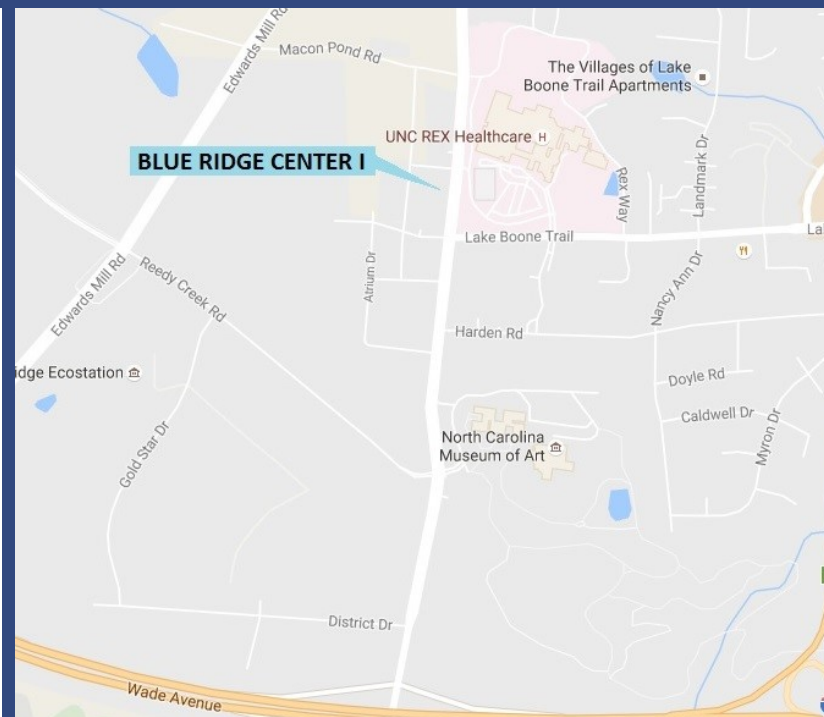 Edwards Mill Rd
Macon Pond Rd
The Villages of Lake
Boone Trail Apartments
UNC REX Healthcare
H
BLUE RIDGE CENTER I
Rex Way
Landmark Dr
Lake Boone Trail
La
Edwards Mill Rd
Reedy Creek Rd
Atrium Dr
Nancy Ann Dr
Harden Rd
idge Ecostation
Doyle Rd
Caldwell Dr
Myron Dr
Gold Star Dr
North Carolina
Museum of Art
District Dr
Wade Avenue